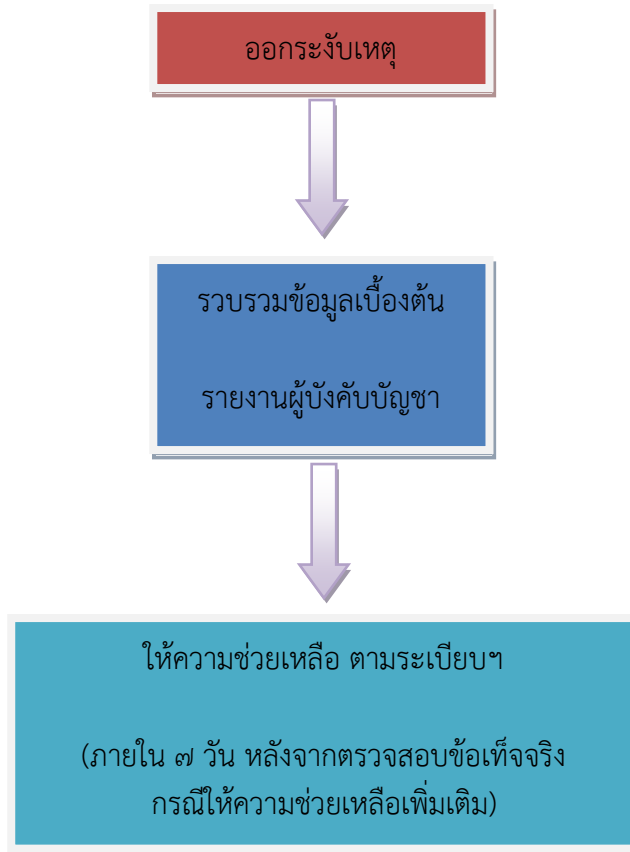 ออกระงับเหตุ
รวบรวมข้อมูลเบื้องต้น
รายงานผู้บังคับบัญชา
ให้ความช่วยเหลือ ตามระเบียบฯ
(ภายใน ๗ วัน หลังจากตรวจสอบข้อเท็จจริง
กรณีให้ความช่วยเหลือเพิ่มเติม)